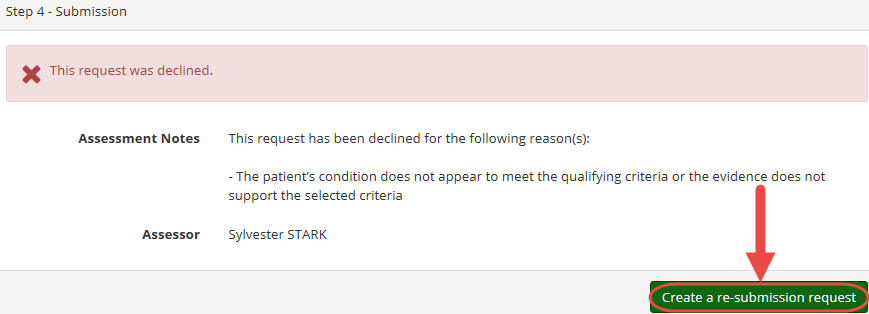 Step 4 - Submission
This request was declined.
Assessment Notes This request has been declined for the following reason(s):
- The patient's condition does not appear to meet the qualifying criteria or the evidence does not
support the selected criteria
Assessor Sylvester STARK
Create a re-submission request